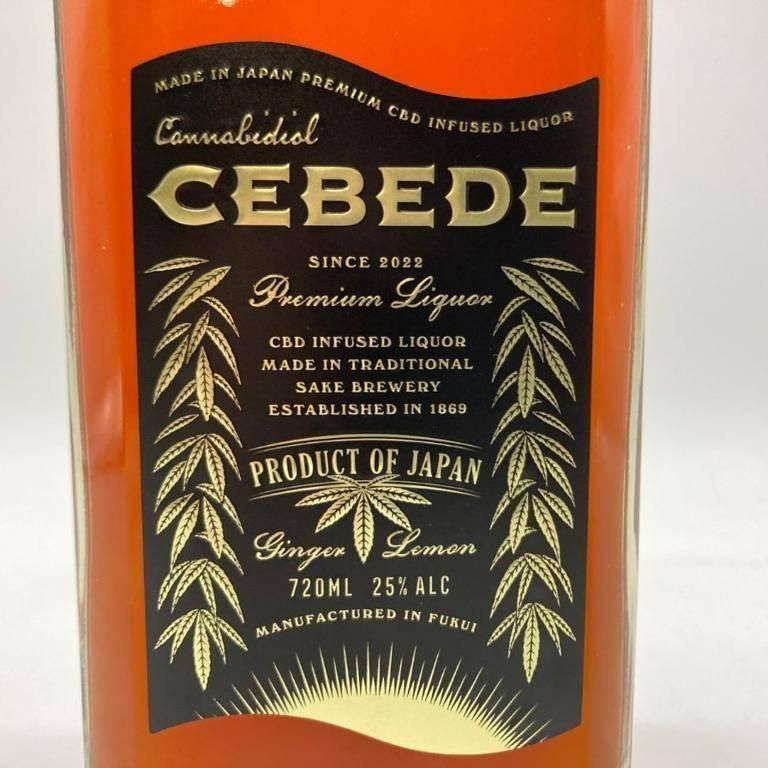 MADE IN JAPAN PREMIUM CBD INFUSED LIQUOR
Cannabidiol
CEBEDE
SINCE 2022
Premium Liquor
CBD INFUSED LIQUOR
MADE IN TRADITIONAL
SAKE BREWERY
ESTABLISHED IN 1869
PRODUCT OF JAPAN
Ginger Lemon
720ML 25% ALC
MANUFACTURED IN FUKUI